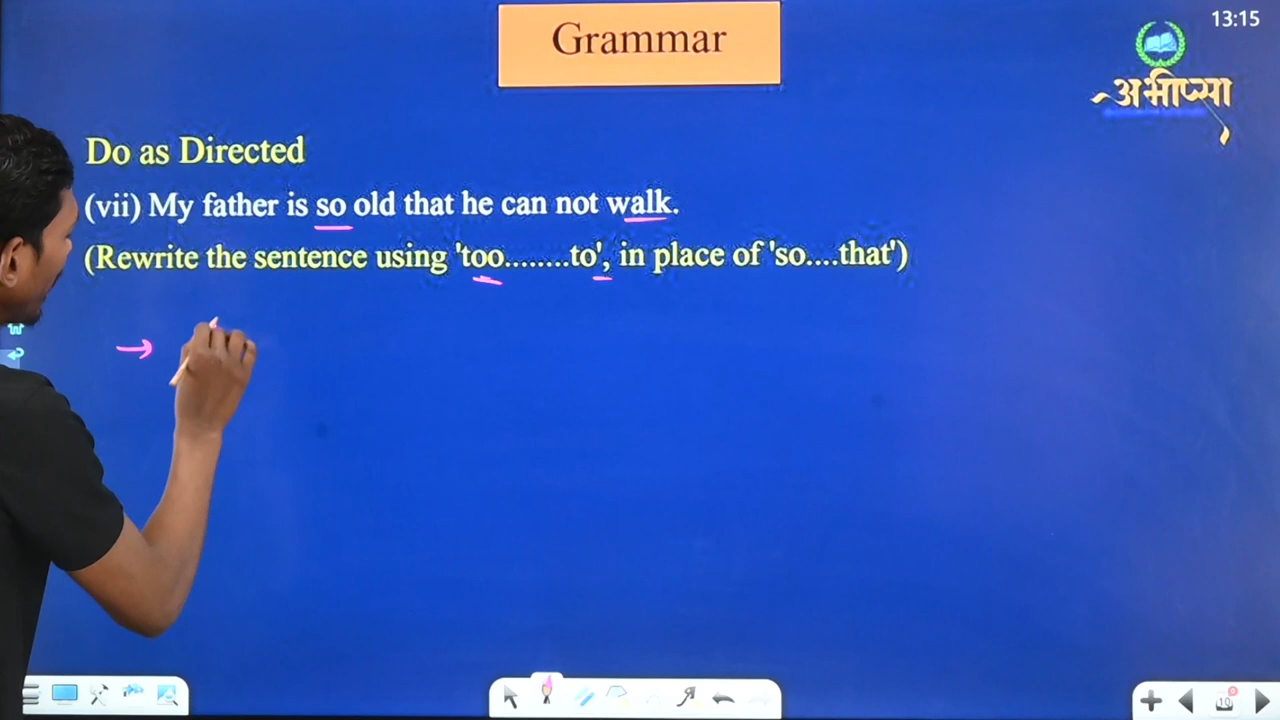 Grammar
13:15
अभीप्सा
Do as Directed
(vii) My father is so old that he can not walk.
(Rewrite the sentence using 'too........to', in place of 'so....that')
10